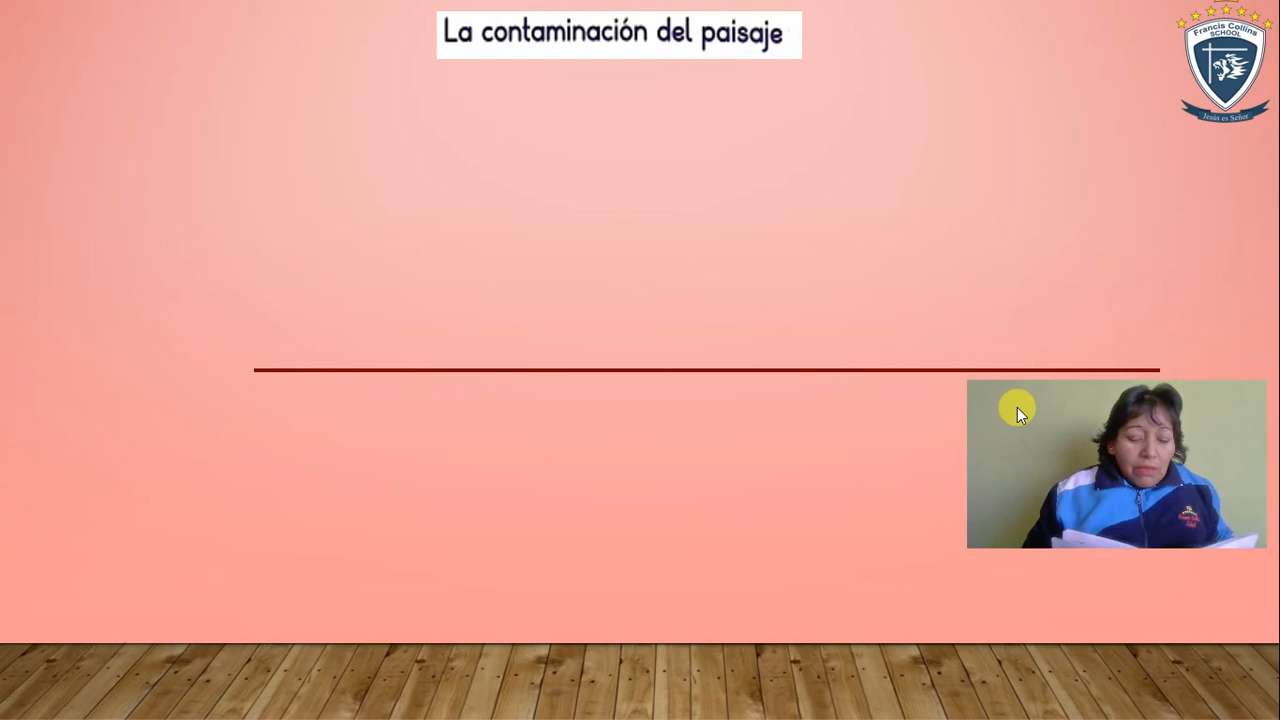 La contaminación del paisaje
Francis Collins
SCHOOL
Jesús es Señor